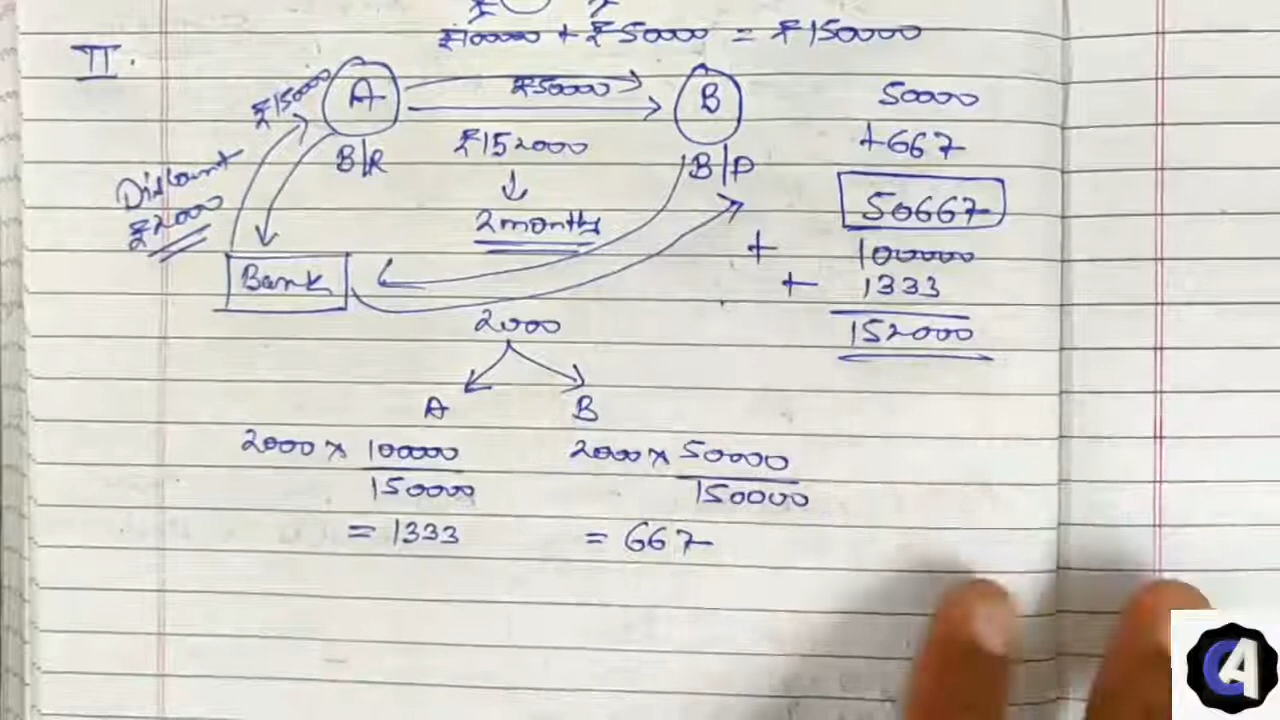 ₹100000 + ₹50000 = ₹150000
II.
₹150000
A
₹50000
B
B/R
₹152000
B/P
Discount
₹2000
2 months
Bank
50000
+667
50667
+ 100000
+ 1333
152000
2000
A B
2000 × 100000 / 150000
2000 × 50000 / 150000
= 1333 = 667
CA